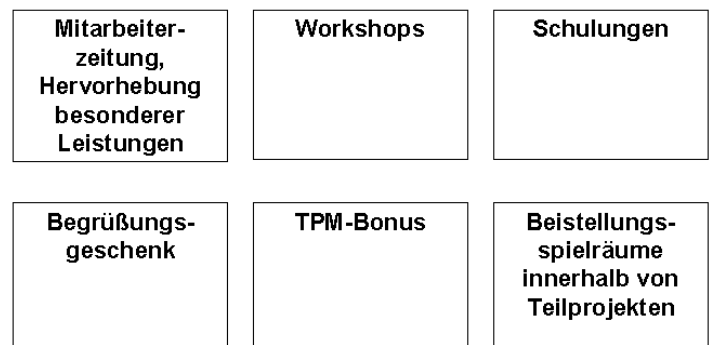 Mitarbeiter-
zeitung,
Hervorhebung
besonderer
Leistungen
Workshops
Schulungen
Begrüßungs-
geschenk
TPM-Bonus
Beistellungs-
spielräume
innerhalb von
Teilprojekten